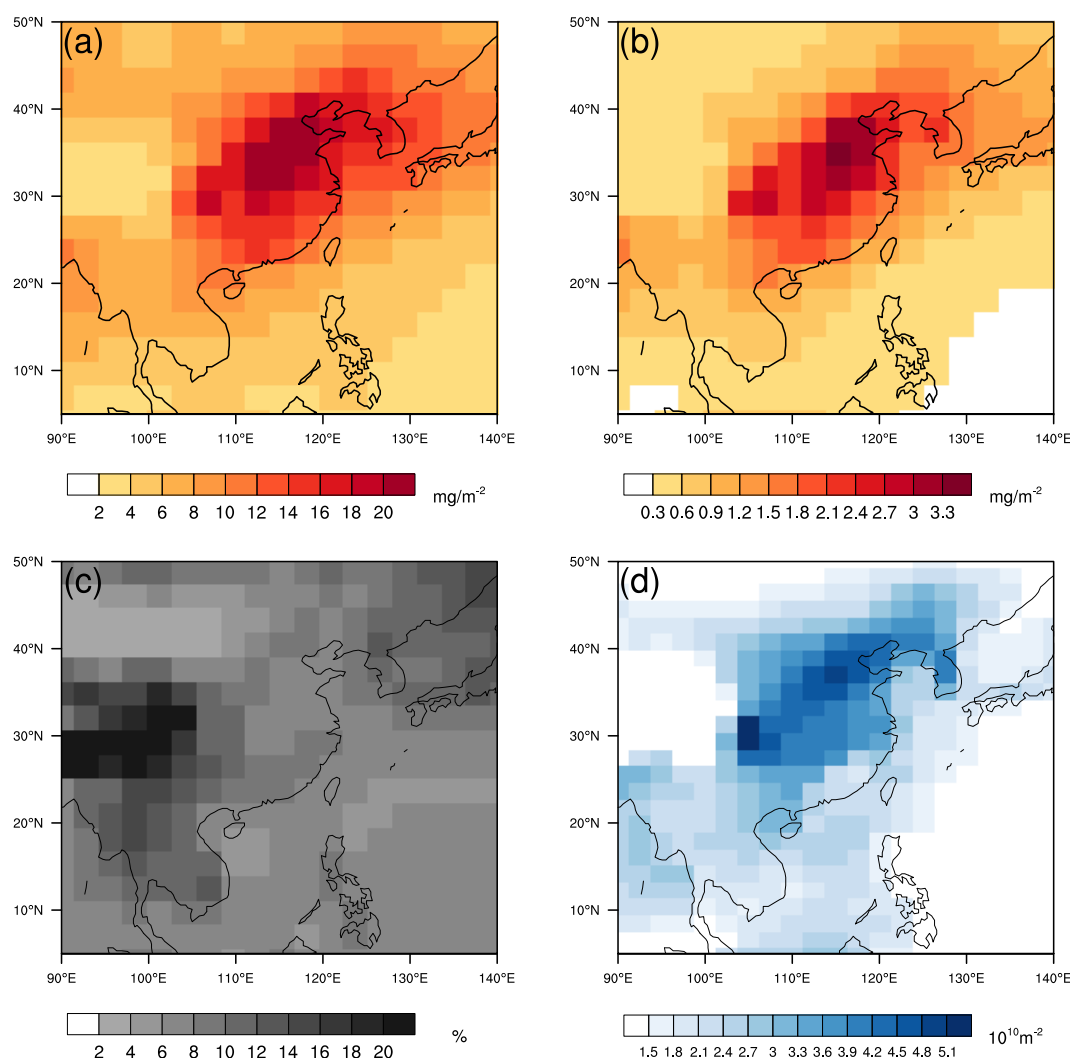 (a)
50°N
40°N
30°N
20°N
10°N
90°E 100°E 110°E 120°E 130°E 140°E
2 4 6 8 10 12 14 16 18 20 mg/m⁻²
(b)
50°N
40°N
30°N
20°N
10°N
90°E 100°E 110°E 120°E 130°E 140°E
0.3 0.6 0.9 1.2 1.5 1.8 2.1 2.4 2.7 3 3.3 mg/m⁻²
(c)
50°N
40°N
30°N
20°N
10°N
90°E 100°E 110°E 120°E 130°E 140°E
2 4 6 8 10 12 14 16 18 20 %
(d)
50°N
40°N
30°N
20°N
10°N
90°E 100°E 110°E 120°E 130°E 140°E
1.5 1.8 2.1 2.4 2.7 3 3.3 3.6 3.9 4.2 4.5 4.8 5.1 10¹⁰m⁻²